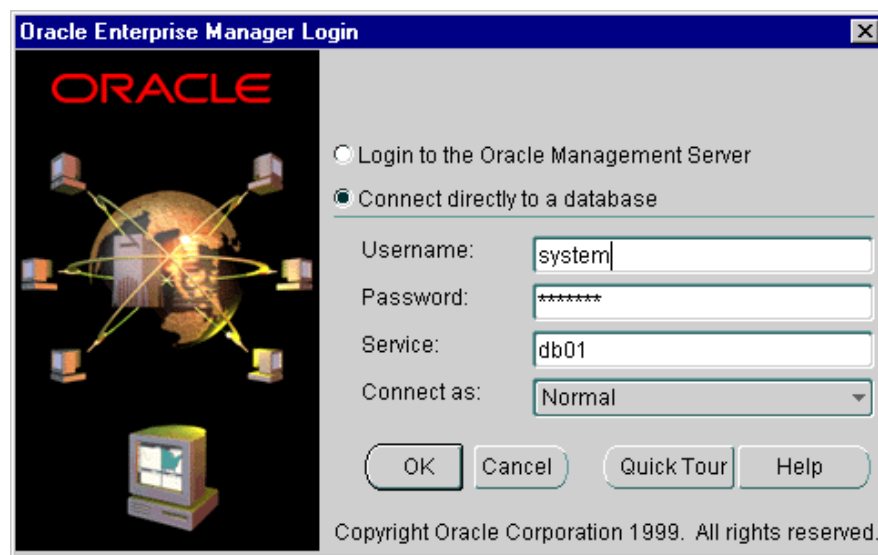 Oracle Enterprise Manager Login
ORACLE
Login to the Oracle Management Server
Connect directly to a database
Username: system
Password: *******
Service: db01
Connect as: Normal
OK Cancel Quick Tour Help
Copyright Oracle Corporation 1999. All rights reserved.